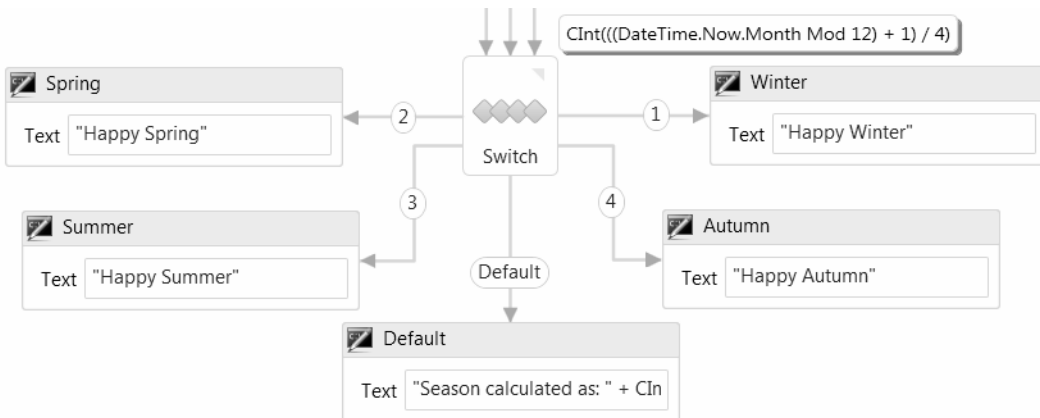 CInt(((DateTime.Now.Month Mod 12) + 1) / 4)
Spring
Text "Happy Spring"
2
Switch
1
Winter
Text "Happy Winter"
3
4
Summer
Text "Happy Summer"
Default
Autumn
Text "Happy Autumn"
Default
Text "Season calculated as: " + CIn